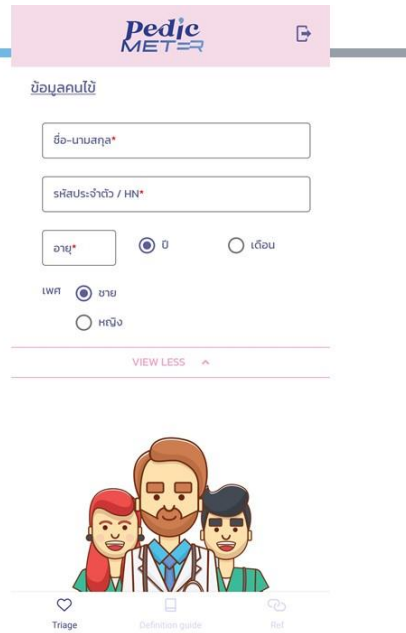 Pedic
METER
ข้อมูลคนไข้
ชื่อ-นามสกุล*
รหัสประจำตัว / HN*
อายุ*
ปี
เดือน
เพศ
ชาย
หญิง
VIEW LESS
Triage
Definition guide
Ref